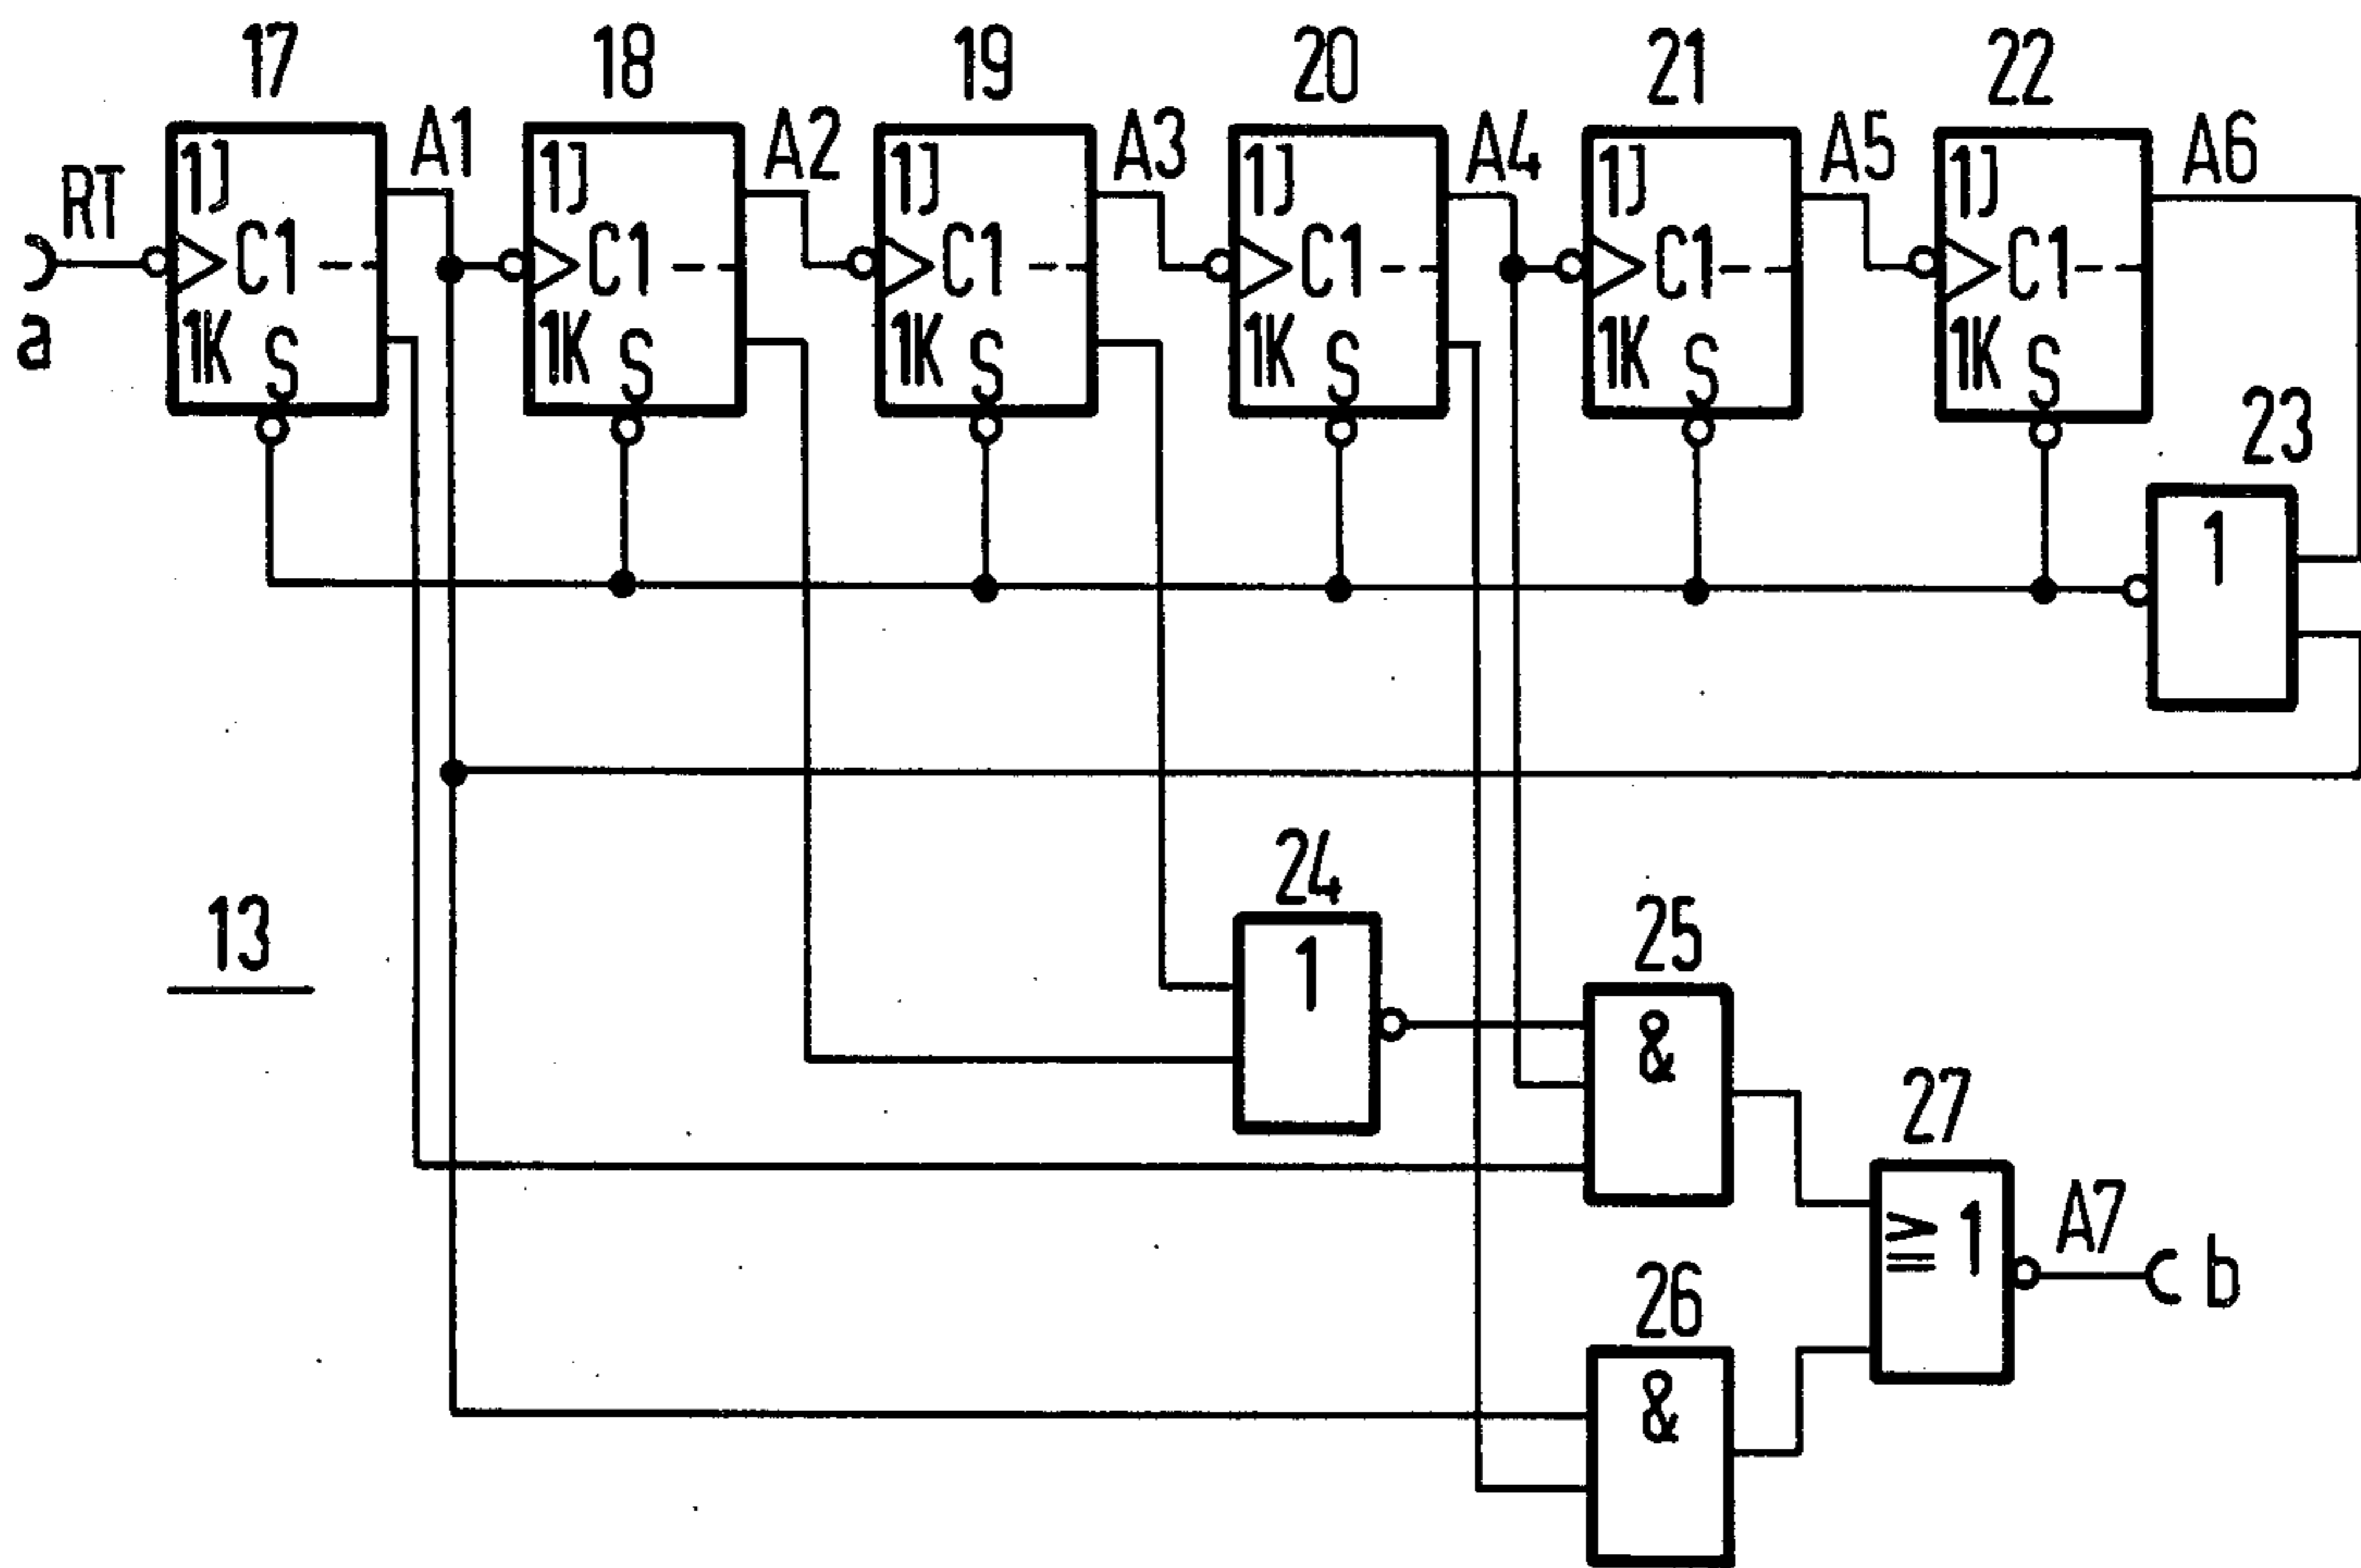 17 18 19 20 21 22
A1 A2 A3 A4 A5 A6
RT
1J 1J 1J 1J 1J 1J
C1 C1 C1 C1 C1 C1
a
1K 1K 1K 1K 1K 1K
S S S S S S
23
1
24
1
13
25
&
27
≥1
A7
b
26
&